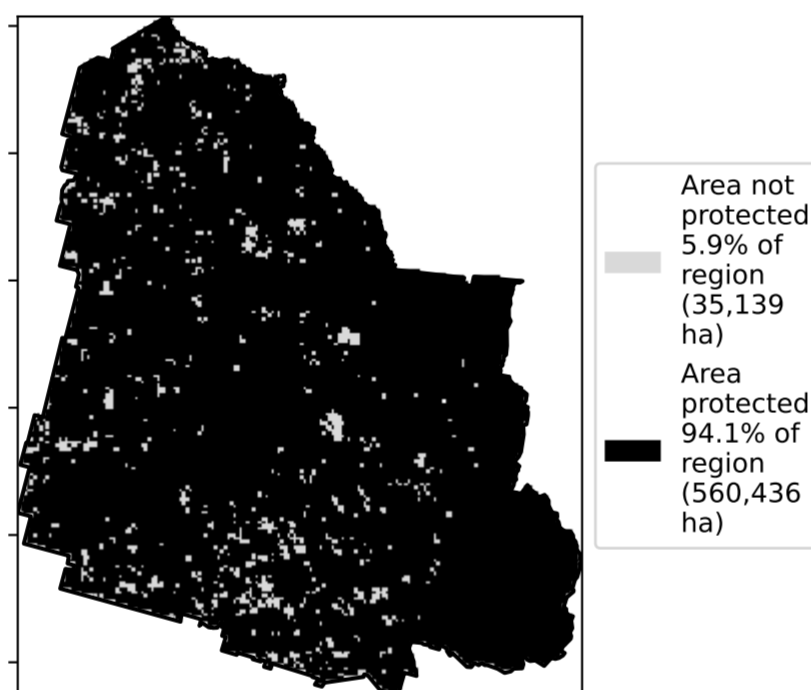 Area not
protected
5.9% of
region
(35,139
ha)
Area
protected
94.1% of
region
(560,436
ha)